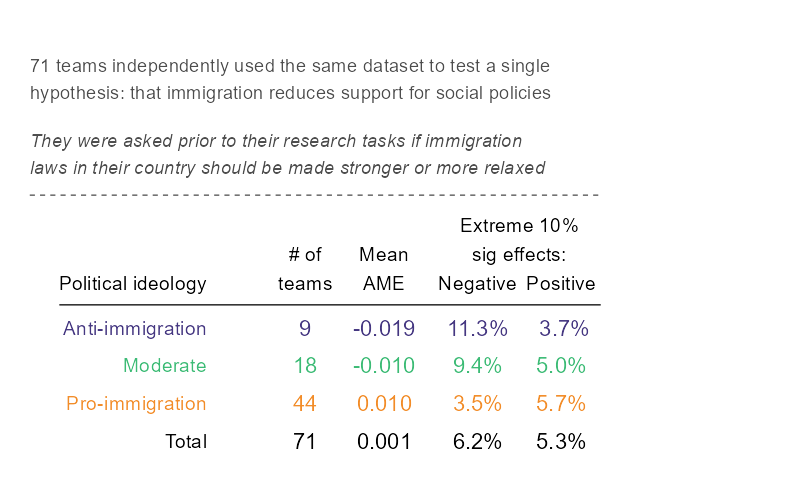 71 teams independently used the same dataset to test a single
hypothesis: that immigration reduces support for social policies
They were asked prior to their research tasks if immigration
laws in their country should be made stronger or more relaxed
Extreme 10%
# of Mean sig effects:
Political ideology teams AME Negative Positive
Anti-immigration 9 -0.019 11.3% 3.7%
Moderate 18 -0.010 9.4% 5.0%
Pro-immigration 44 0.010 3.5% 5.7%
Total 71 0.001 6.2% 5.3%